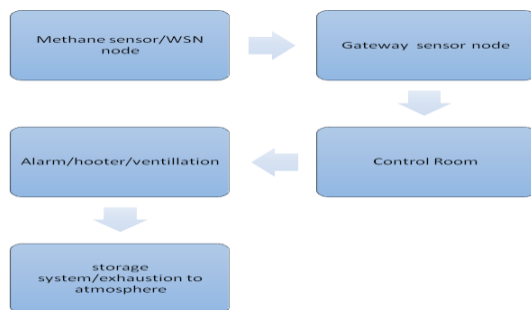 Methane sensor/WSN
node
Gateway sensor node
Control Room
Alarm/hooter/ventillation
storage
system/exhaustion to
atmosphere